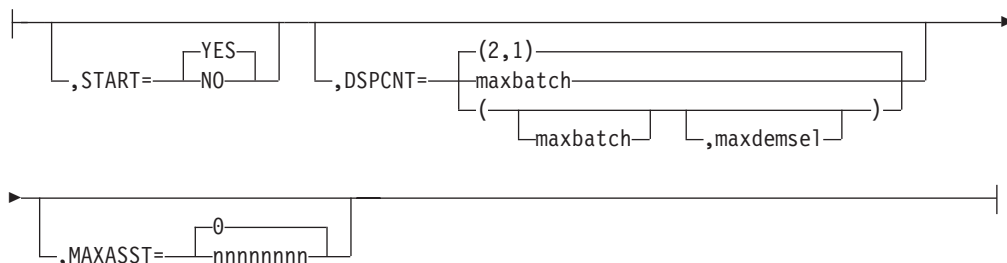 YES (2,1)
,START= NO ,DSPCNT= maxbatch
( )
maxbatch ,maxdemsel
0
,MAXASST= nnnnnnnn